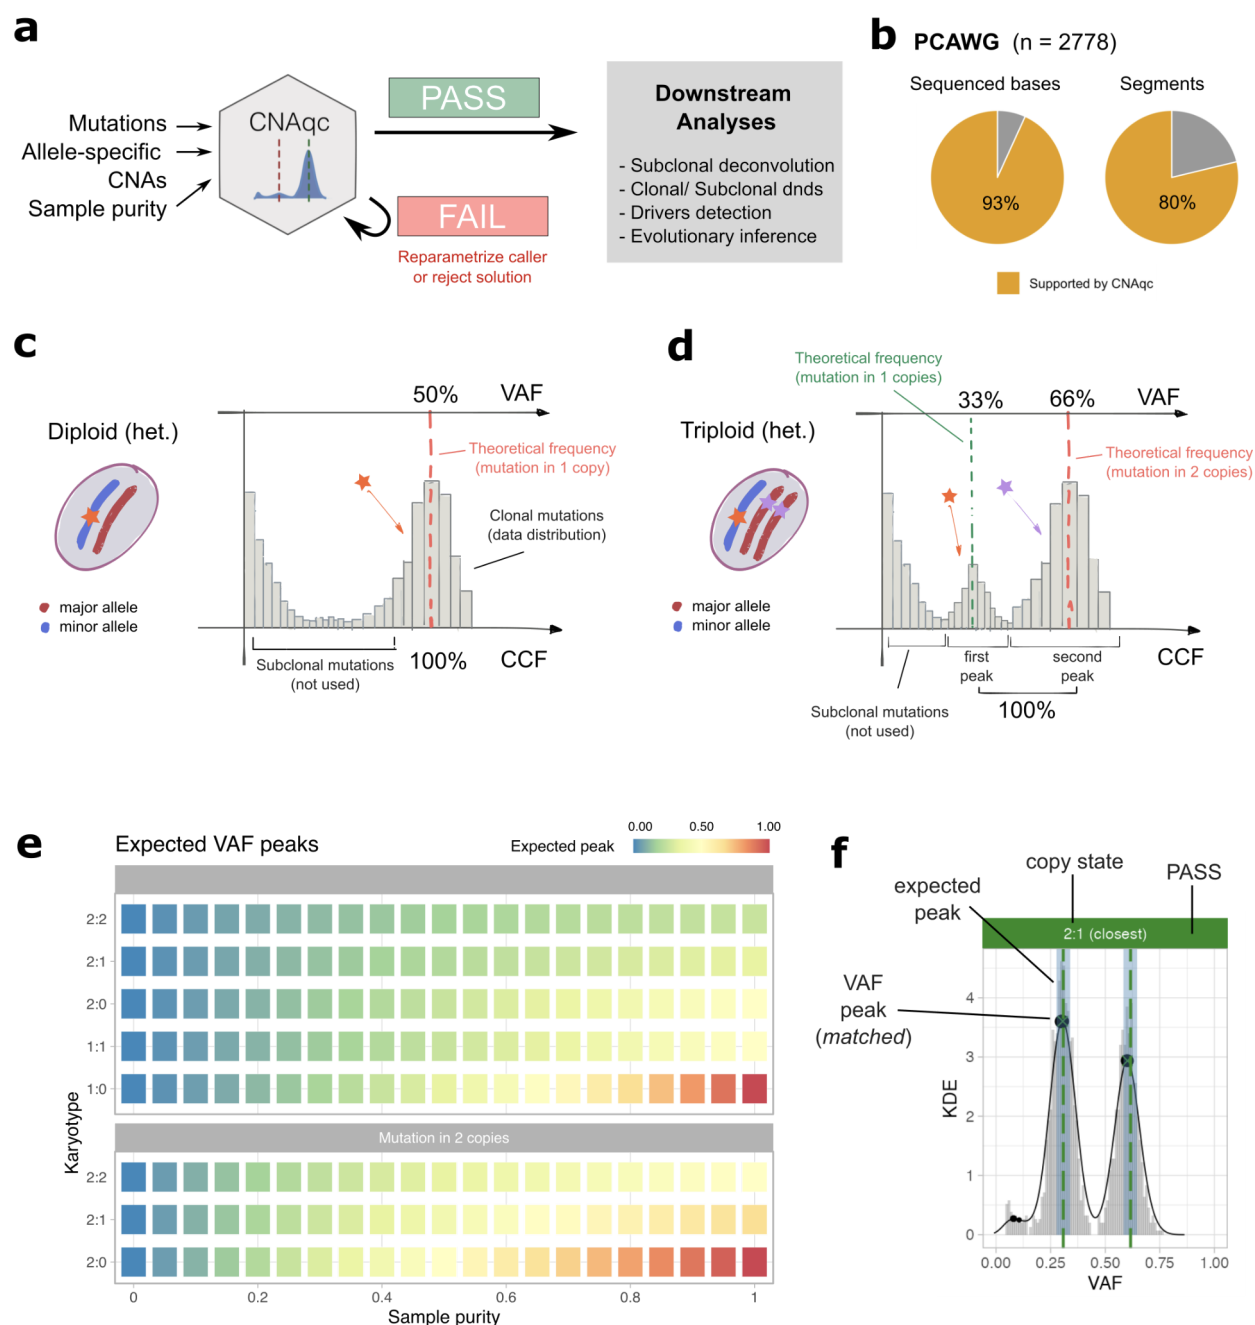 a
Mutations
Allele-specific
CNAs
Sample purity
CNAqc
PASS
FAIL
Reparametrize caller
or reject solution
Downstream
Analyses
- Subclonal deconvolution
- Clonal/ Subclonal dnds
- Drivers detection
- Evolutionary inference
b PCAWG (n = 2778)
Sequenced bases
Segments
93%
80%
Supported by CNAqc
c
Diploid (het.)
major allele
minor allele
50%
VAF
Theoretical frequency
(mutation in 1 copy)
Clonal mutations
(data distribution)
Subclonal mutations
(not used)
100%
CCF
d
Theoretical frequency
(mutation in 1 copies)
Triploid (het.)
major allele
minor allele
33%
66%
VAF
Theoretical frequency
(mutation in 2 copies)
first
peak
second
peak
CCF
100%
Subclonal mutations
(not used)
e
Expected VAF peaks
Expected peak
0.00 0.50 1.00
2:2
2:1
2:0
1:1
1:0
Karyotype
Mutation in 2 copies
2:2
2:1
2:0
0 0.2 0.4 0.6 0.8 1
Sample purity
f
copy state
PASS
expected
peak
2:1 (closest)
VAF
peak
(matched)
KDE
4
3
2
1
0
0.00 0.25 0.50 0.75 1.00
VAF